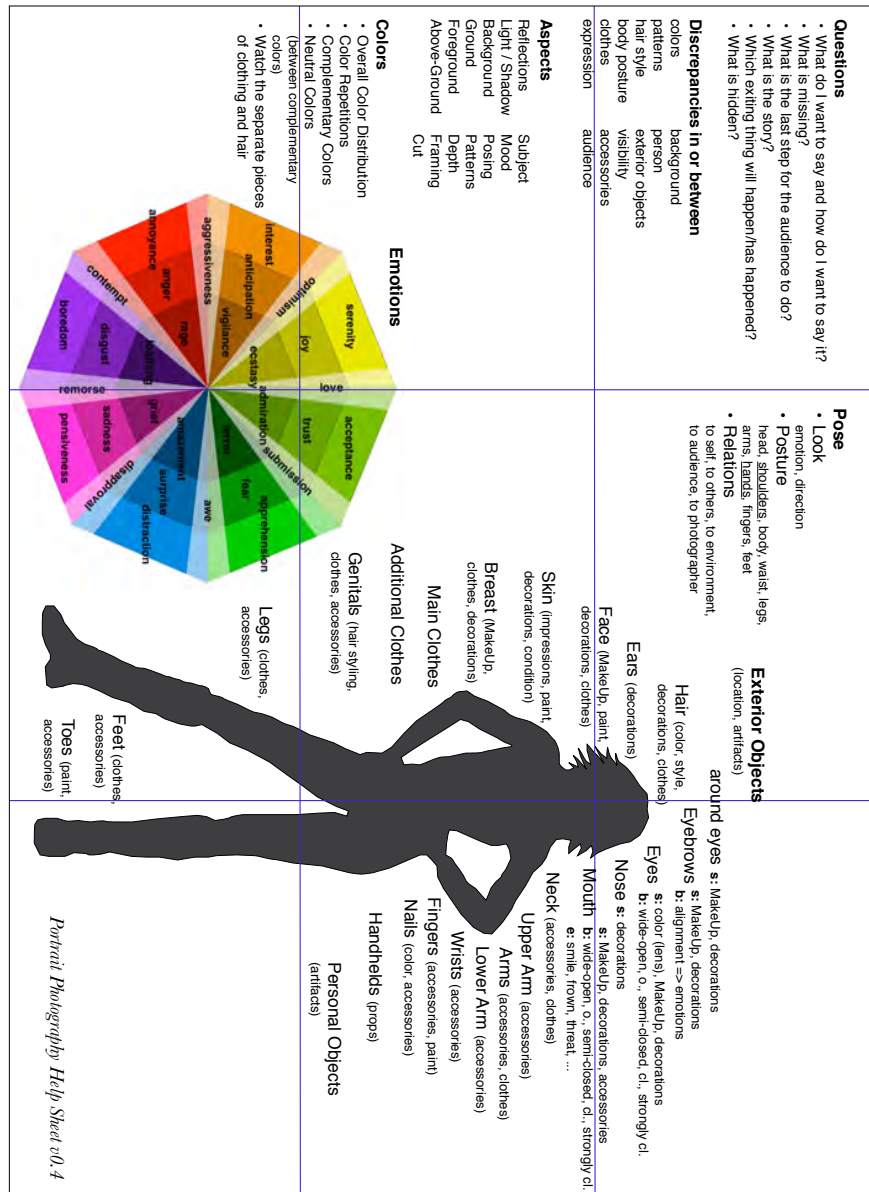 Questions
• What do I want to say and how do I want to say it?
• What is missing?
• What is the last step for the audience to do?
• What is the story?
• Which exiting thing will happen/has happened?
• What is hidden?
Discrepancies in or between
colors background
patterns person
hair style exterior objects
body posture visibility
clothes accessories
expression audience
Aspects
Reflections Subject
Light / Shadow Mood
Background Posing
Ground Patterns
Foreground Depth
Above-Ground Framing
Cut
Colors
• Overall Color Distribution
• Color Repetitions
• Complementary Colors
• Neutral Colors
(between complementary
colors)
• Watch the separate pieces
of clothing and hair
Emotions
serenity
joy
ecstasy
love
acceptance
trust
admiration
submission
apprehension
fear
terror
awe
distraction
surprise
amazement
disapproval
pensiveness
sadness
grief
remorse
boredom
disgust
loathing
contempt
annoyance
anger
rage
aggressiveness
interest
anticipation
vigilance
optimism
Pose
• Look
emotion, direction
• Posture
head, shoulders, body, waist, legs,
arms, hands, fingers, feet
• Relations
to self, to others, to environment,
to audience, to photographer
Exterior Objects
(location, artifacts)
Hair (color, style,
decorations, clothes)
Ears (decorations)
Face (MakeUp, paint,
decorations, clothes)
Skin (impressions, paint,
decorations, condition)
Breast (MakeUp,
clothes, decorations)
Main Clothes
Additional Clothes
Genitals (hair styling,
clothes, accessories)
Legs (clothes,
accessories)
Feet (clothes,
accessories)
Toes (paint,
accessories)
around eyes s: MakeUp, decorations
Eyebrows s: MakeUp, decorations
b: alignment => emotions
Eyes s: color (lens), MakeUp, decorations
b: wide-open, o., semi-closed, cl., strongly cl.
Nose s: decorations
Mouth s: MakeUp, decorations, accessories
b: wide-open, o., semi-closed, cl., strongly cl.
e: smile, frown, threat, ...
Neck (accessories, clothes)
Upper Arm (accessories)
Arms (accessories, clothes)
Lower Arm (accessories)
Wrists (accessories)
Fingers (accessories, paint)
Nails (color, accessories)
Handhelds (props)
Personal Objects
(artifacts)
Portrait Photography Help Sheet v0.4